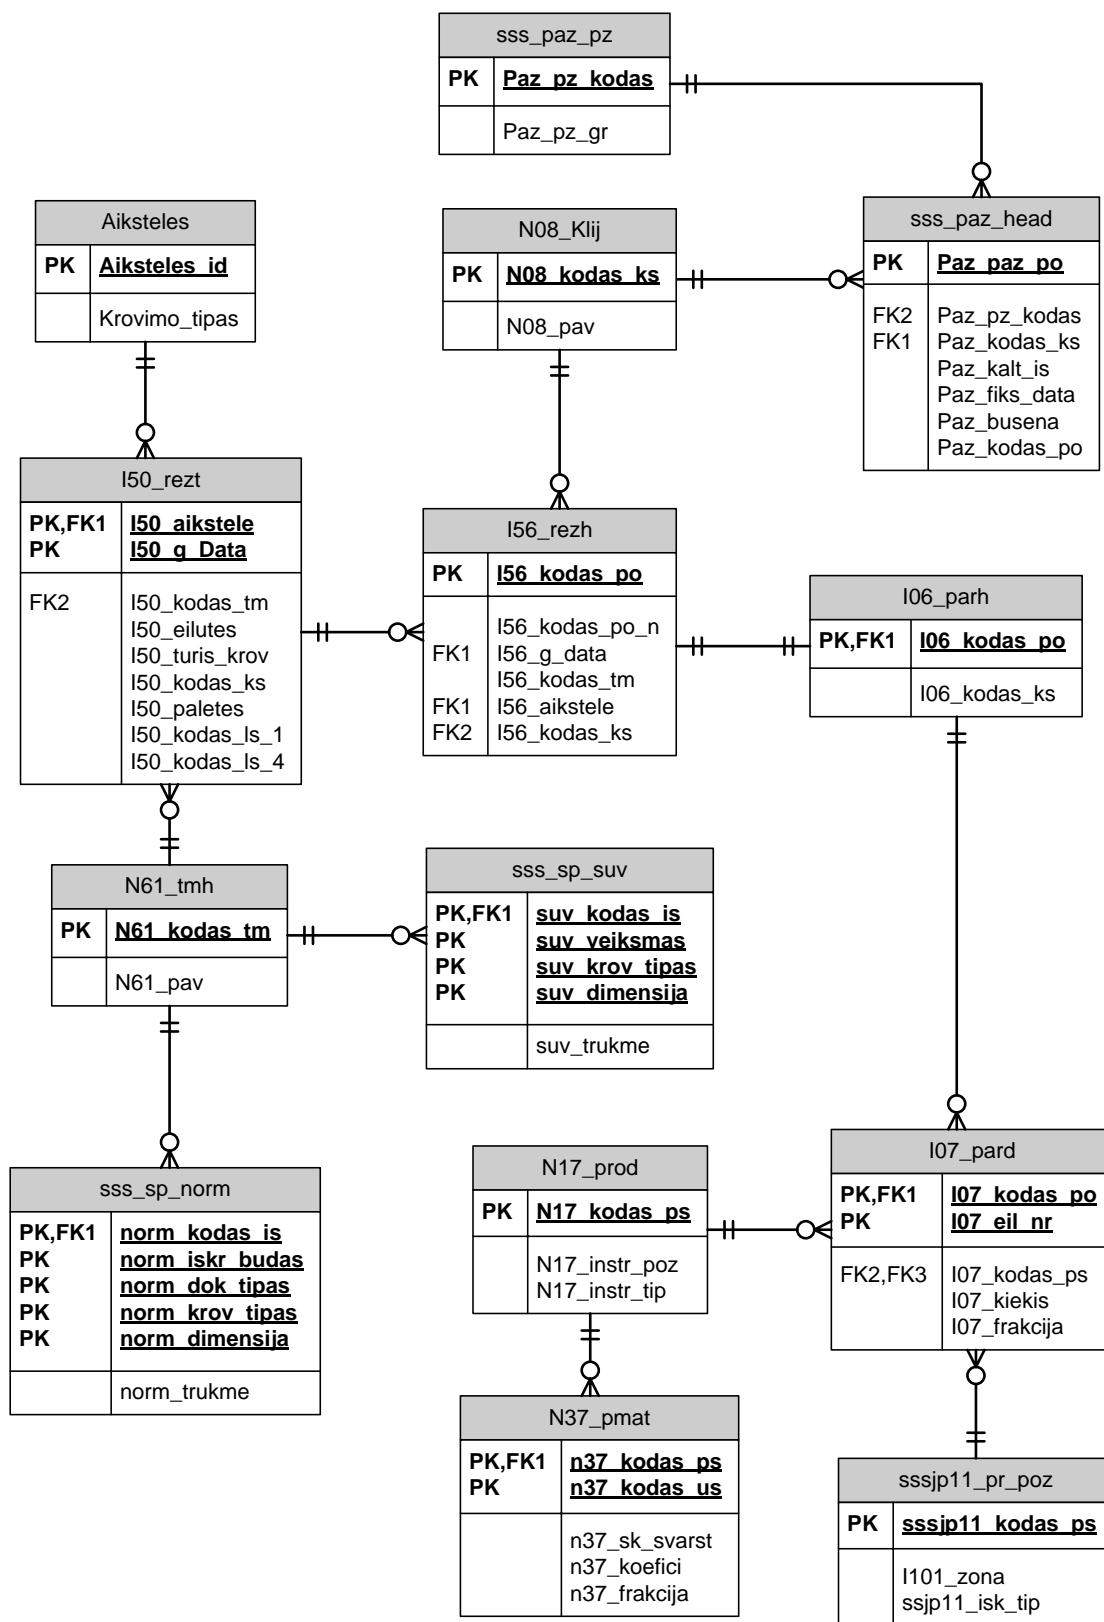 sss_paz_pz
PK Paz_pz_kodas
Paz_pz_gr
Aiksteles
PK Aiksteles_id
Krovimo_tipas
N08_Klij
PK N08_kodas_ks
N08_pav
sss_paz_head
PK Paz_paz_po
FK2 Paz_pz_kodas
FK1 Paz_kodas_ks
Paz_kalt_is
Paz_fiks_data
Paz_busena
Paz_kodas_po
I50_rezt
PK,FK1 I50_aikstele
PK I50_g_Data
FK2 I50_kodas_tm
I50_eilutes
I50_turis_krov
I50_kodas_ks
I50_paletes
I50_kodas_ls_1
I50_kodas_ls_4
I56_rezh
PK I56_kodas_po
I56_kodas_po_n
FK1 I56_g_data
I56_kodas_tm
FK1 I56_aikstele
FK2 I56_kodas_ks
I06_parh
PK,FK1 I06_kodas_po
I06_kodas_ks
N61_tmh
PK N61_kodas_tm
N61_pav
sss_sp_suv
PK,FK1 suv_kodas_is
PK suv_veiksmas
PK suv_krov_tipas
PK suv_dimensija
suv_trukme
sss_sp_norm
PK,FK1 norm_kodas_is
PK norm_iskr_budas
PK norm_dok_tipas
PK norm_krov_tipas
PK norm_dimensija
norm_trukme
N17_prod
PK N17_kodas_ps
N17_instr_poz
N17_instr_tip
I07_pard
PK,FK1 I07_kodas_po
PK I07_eil_nr
FK2,FK3 I07_kodas_ps
I07_kiekis
I07_frakcija
N37_pmat
PK,FK1 n37_kodas_ps
PK n37_kodas_us
n37_sk_svarst
n37_koefici
n37_frakcija
sssjp11_pr_poz
PK sssjp11_kodas_ps
I101_zona
ssjp11_isk_tip